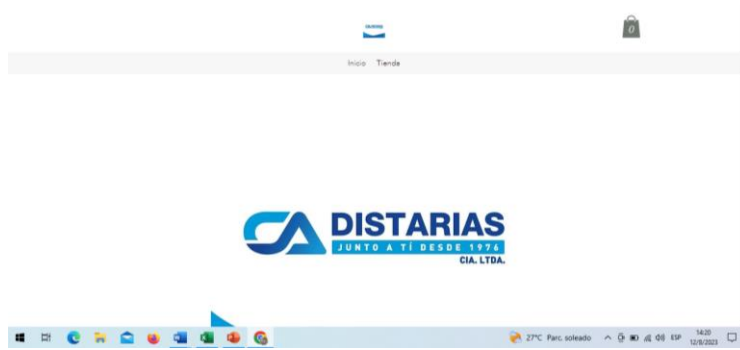 0
Inicio Tienda
CA DISTARIAS
JUNTO A TÍ DESDE 1976
CIA. LTDA.
27°C Parc. soleado ESP 14:20
12/8/2023